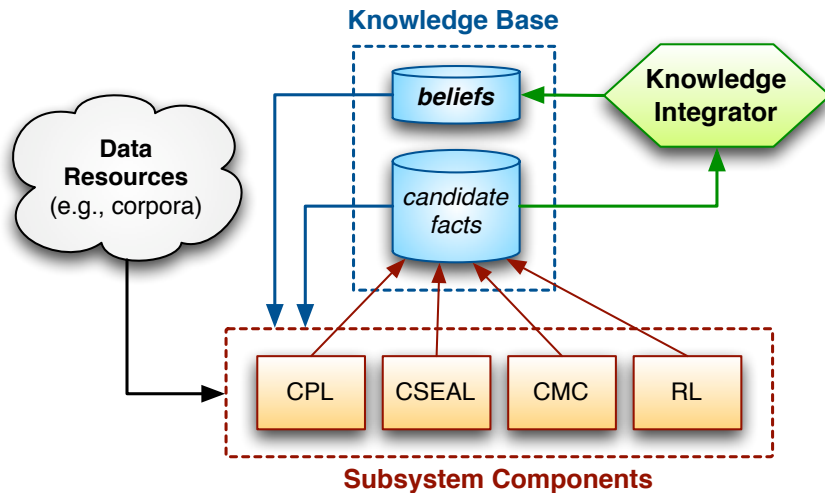 Knowledge Base
beliefs
Knowledge
Integrator
Data
Resources
(e.g., corpora)
candidate
facts
CPL
CSEAL
CMC
RL
Subsystem Components